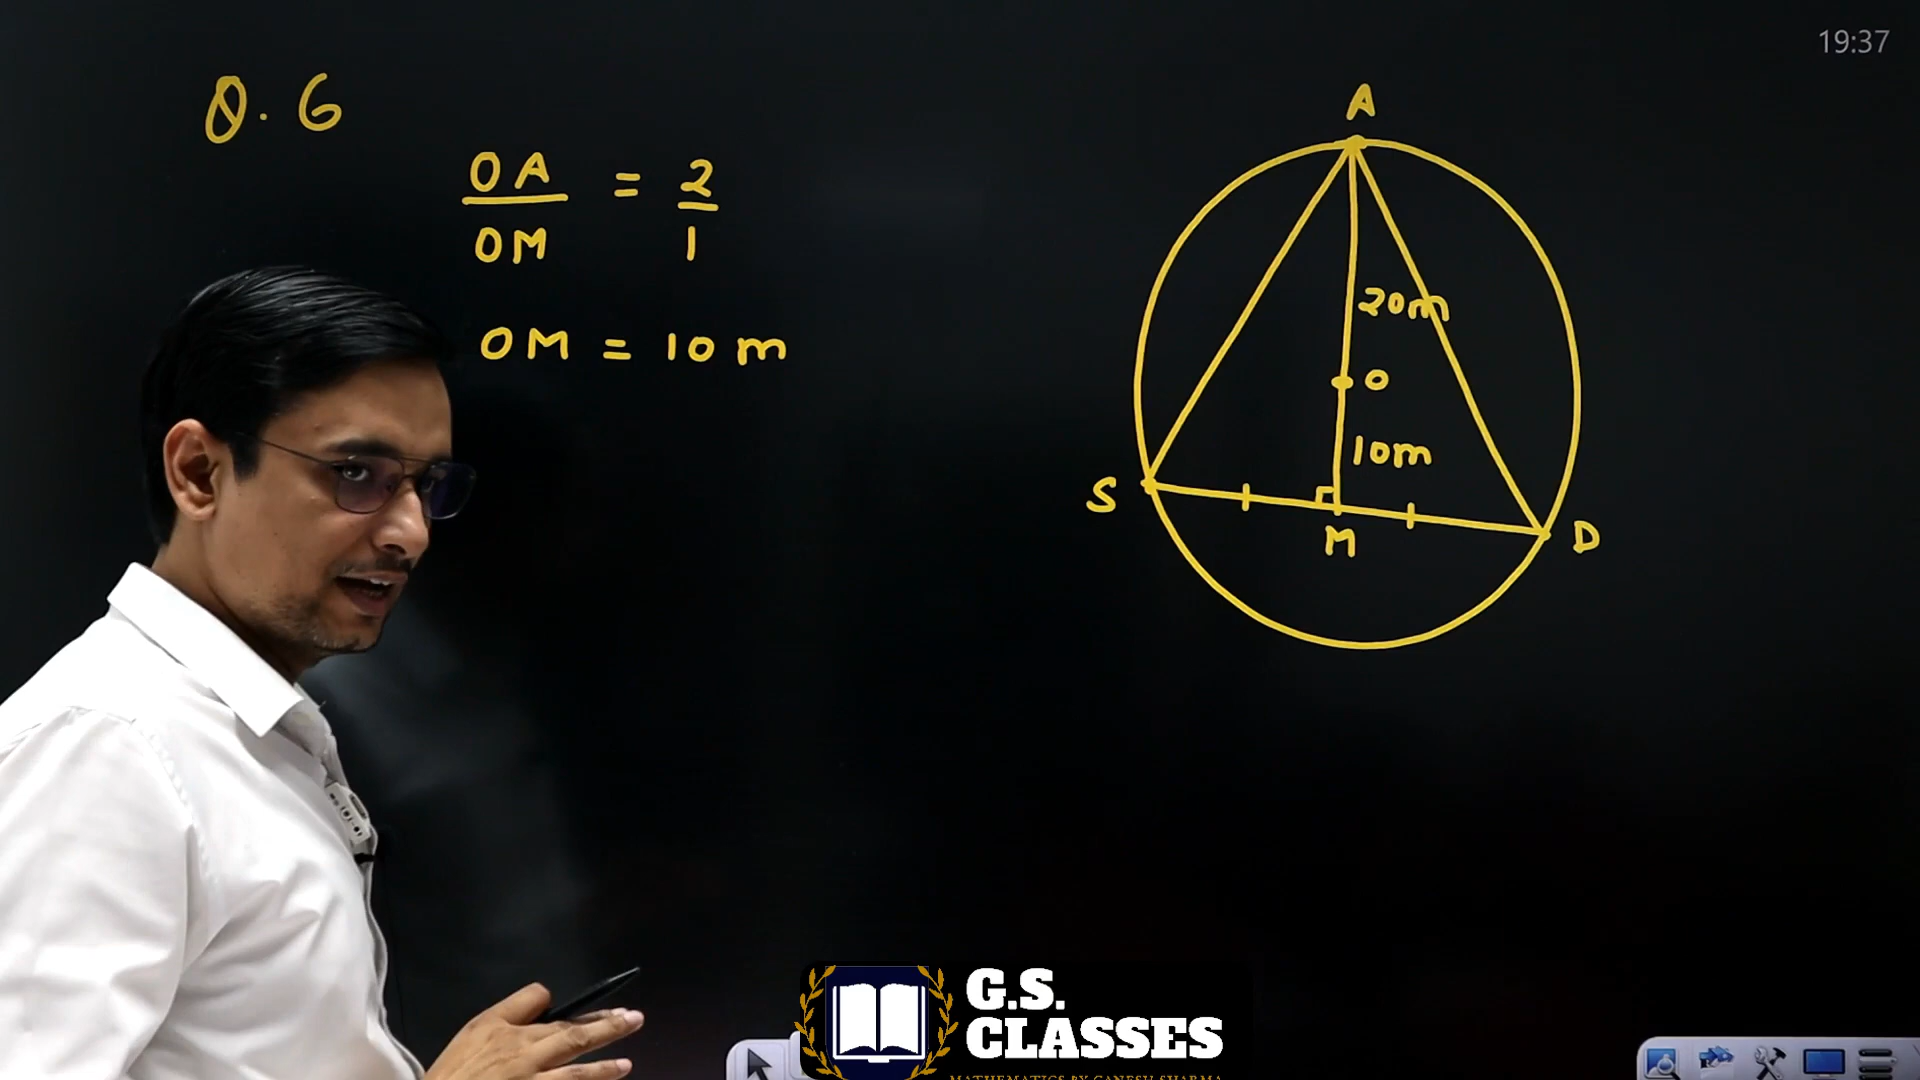 19:37
Q. 6
OA = 2
OM 1
OM = 10 m
A
20m
O
10m
S
M
D
G.S.
CLASSES
MATHEMATICS BY GANESH SHARMA